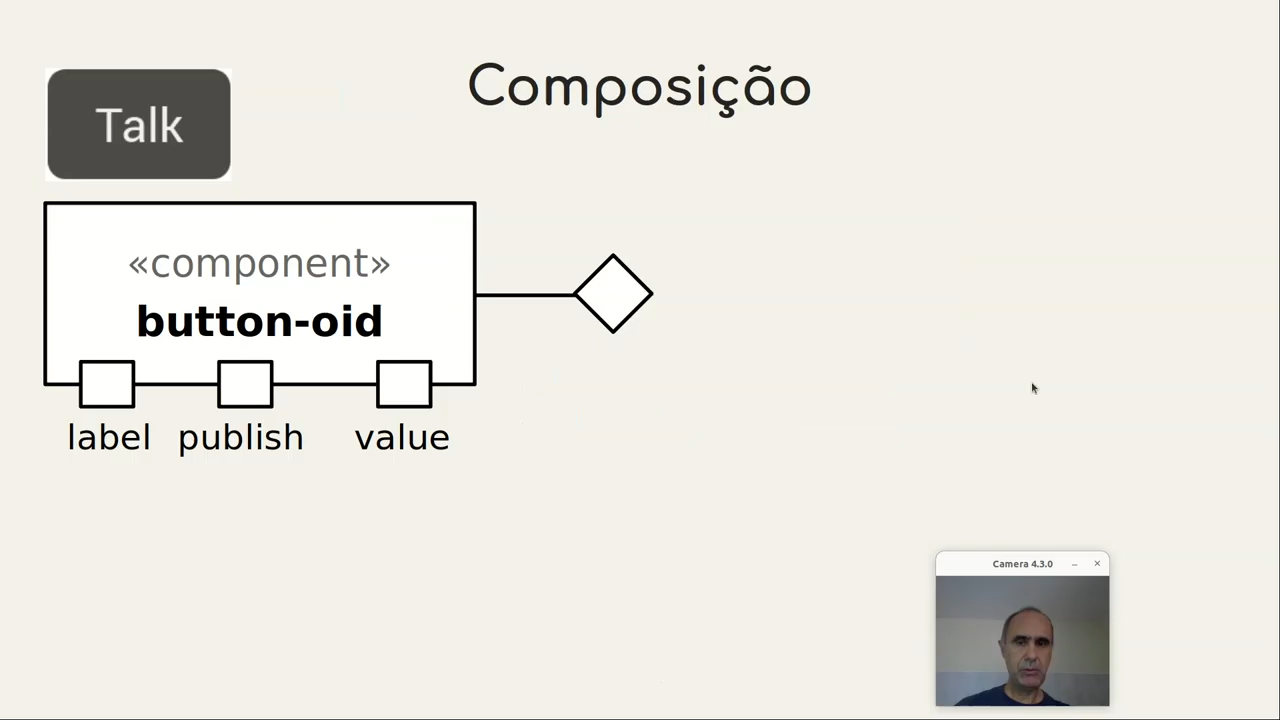 Composição
Talk
«component»
button-oid
label publish value
Camera 4.3.0